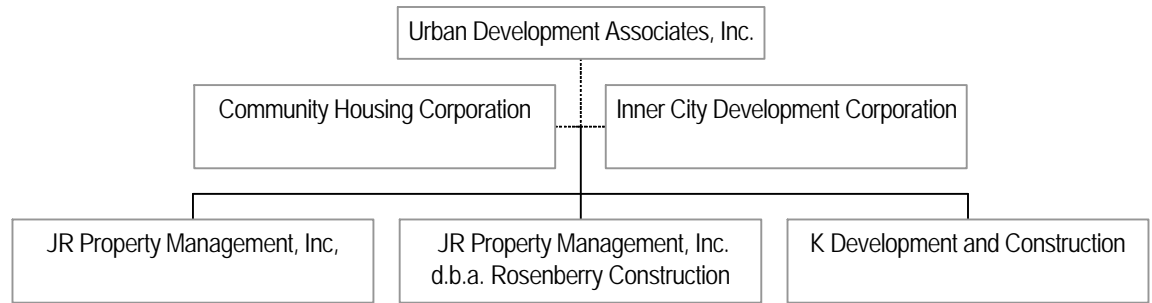 Urban Development Associates, Inc.
Community Housing Corporation
Inner City Development Corporation
JR Property Management, Inc,
JR Property Management, Inc.
d.b.a. Rosenberry Construction
K Development and Construction